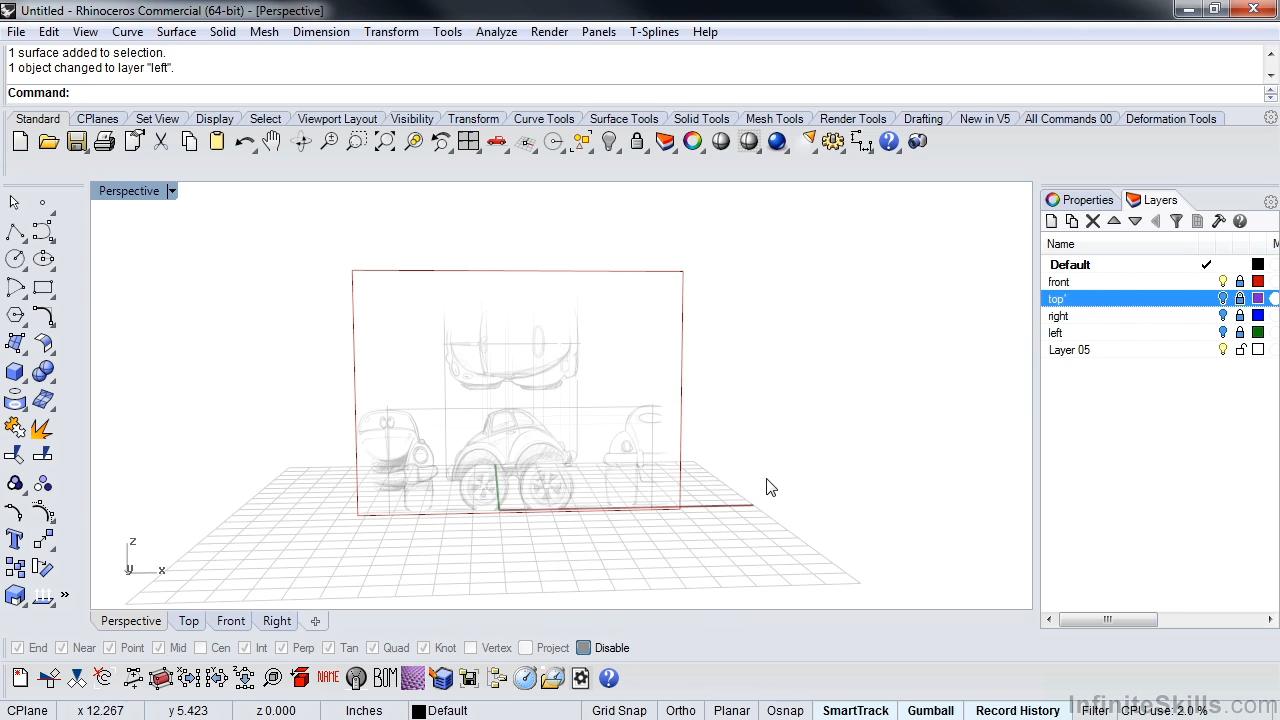 Untitled - Rhinoceros Commercial (64-bit) - [Perspective]
File Edit View Curve Surface Solid Mesh Dimension Transform Tools Analyze Render Panels T-Splines Help
1 surface added to selection.
1 object changed to layer "left".
Command:
Standard CPlanes Set View Display Select Viewport Layout Visibility Transform Curve Tools Surface Tools Solid Tools Mesh Tools Render Tools Drafting New in V5 All Commands 00 Deformation Tools
Perspective
Properties Layers
Name M
Default
front
top'
right
left
Layer 05
z
y x
Perspective Top Front Right
End Near Point Mid Cen Int Perp Tan Quad Knot Vertex Project Disable
NAME BOM
CPlane x 12.267 y 5.423 z 0.000 Inches Default Grid Snap Ortho Planar Osnap SmartTrack Gumball Record History Filter CPU use: 2.0 %
InfiniteSkills.com